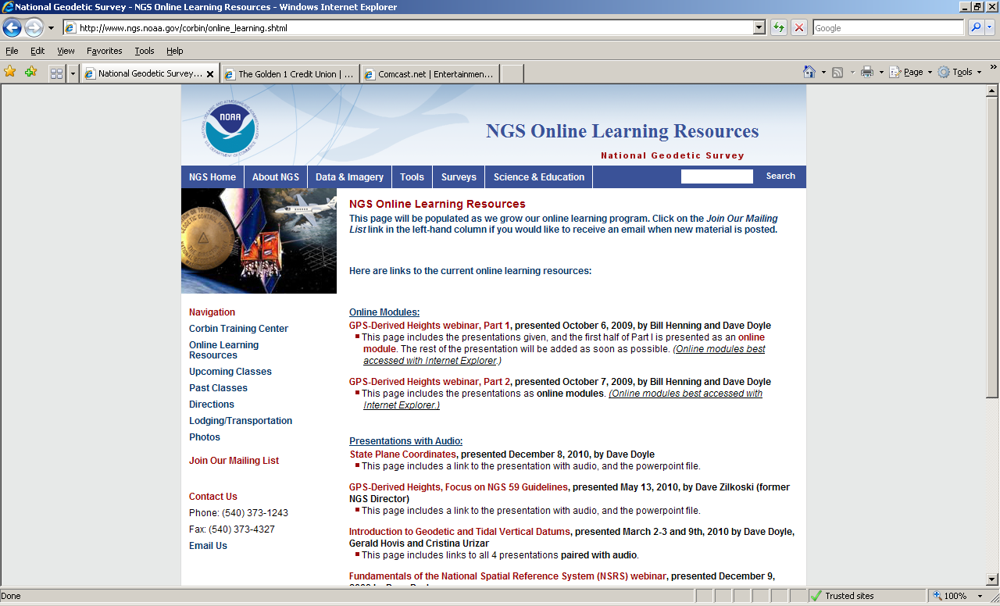 National Geodetic Survey - NGS Online Learning Resources - Windows Internet Explorer
http://www.ngs.noaa.gov/corbin/online_learning.shtml
Google
File Edit View Favorites Tools Help
National Geodetic Survey... The Golden 1 Credit Union | ... Comcast.net | Entertainmen...
Page Tools
NOAA
NGS Online Learning Resources
National Geodetic Survey
NGS Home About NGS Data & Imagery Tools Surveys Science & Education Search
NGS Online Learning Resources
This page will be populated as we grow our online learning program. Click on the Join Our Mailing
List link in the left-hand column if you would like to receive an email when new material is posted.
Here are links to the current online learning resources:
Navigation
Corbin Training Center
Online Learning
Resources
Upcoming Classes
Past Classes
Directions
Lodging/Transportation
Photos
Join Our Mailing List
Contact Us
Phone: (540) 373-1243
Fax: (540) 373-4327
Email Us
Online Modules:
GPS-Derived Heights webinar, Part 1, presented October 6, 2009, by Bill Henning and Dave Doyle
This page includes the presentations given, and the first half of Part I is presented as an online
module. The rest of the presentation will be added as soon as possible. (Online modules best
accessed with Internet Explorer.)
GPS-Derived Heights webinar, Part 2, presented October 7, 2009, by Bill Henning and Dave Doyle
This page includes the presentations as online modules. (Online modules best accessed with
Internet Explorer.)
Presentations with Audio:
State Plane Coordinates, presented December 8, 2010, by Dave Doyle
This page includes a link to the presentation with audio, and the powerpoint file.
GPS-Derived Heights, Focus on NGS 59 Guidelines, presented May 13, 2010, by Dave Zilkoski (former
NGS Director)
This page includes a link to the presentation with audio, and the powerpoint file.
Introduction to Geodetic and Tidal Vertical Datums, presented March 2-3 and 9th, 2010 by Dave Doyle,
Gerald Hovis and Cristina Urizar
This page includes links to all 4 presentations paired with audio.
Fundamentals of the National Spatial Reference System (NSRS) webinar, presented December 9,
Done Trusted sites 100%